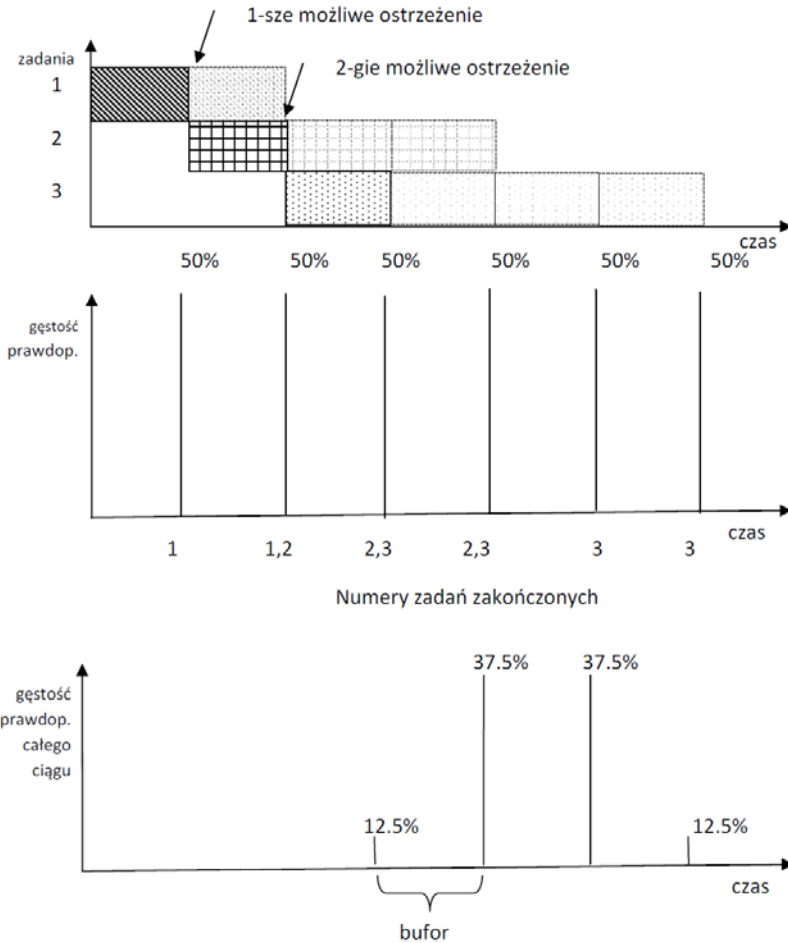 1-sze możliwe ostrzeżenie
zadania
2-gie możliwe ostrzeżenie
1
2
3
czas
50% 50% 50% 50% 50% 50%
gęstość
prawdop.
czas
1 1,2 2,3 2,3 3 3
Numery zadań zakończonych
37.5% 37.5%
gęstość
prawdop.
całego
ciągu
12.5% 12.5%
czas
bufor